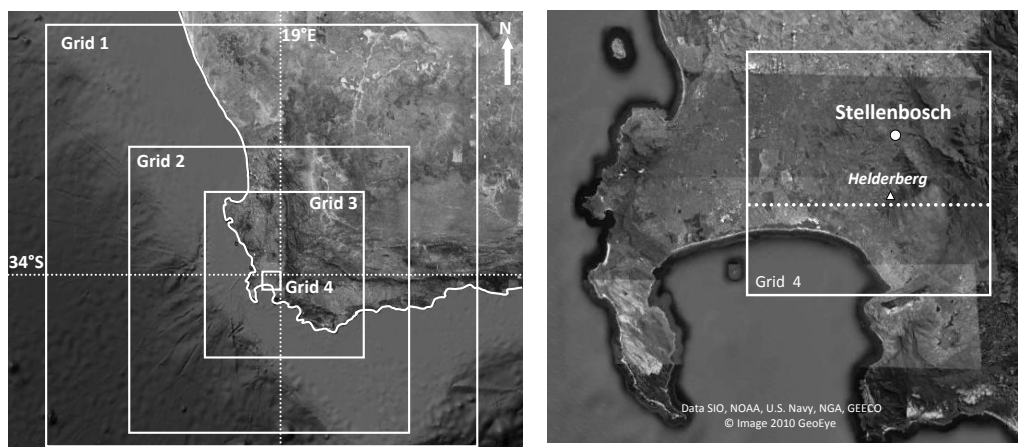 Grid 1
19°E
N
Grid 2
Grid 3
34°S
Grid 4
Stellenbosch
Helderberg
Grid 4
Data SIO, NOAA, U.S. Navy, NGA, GEECO
© Image 2010 GeoEye